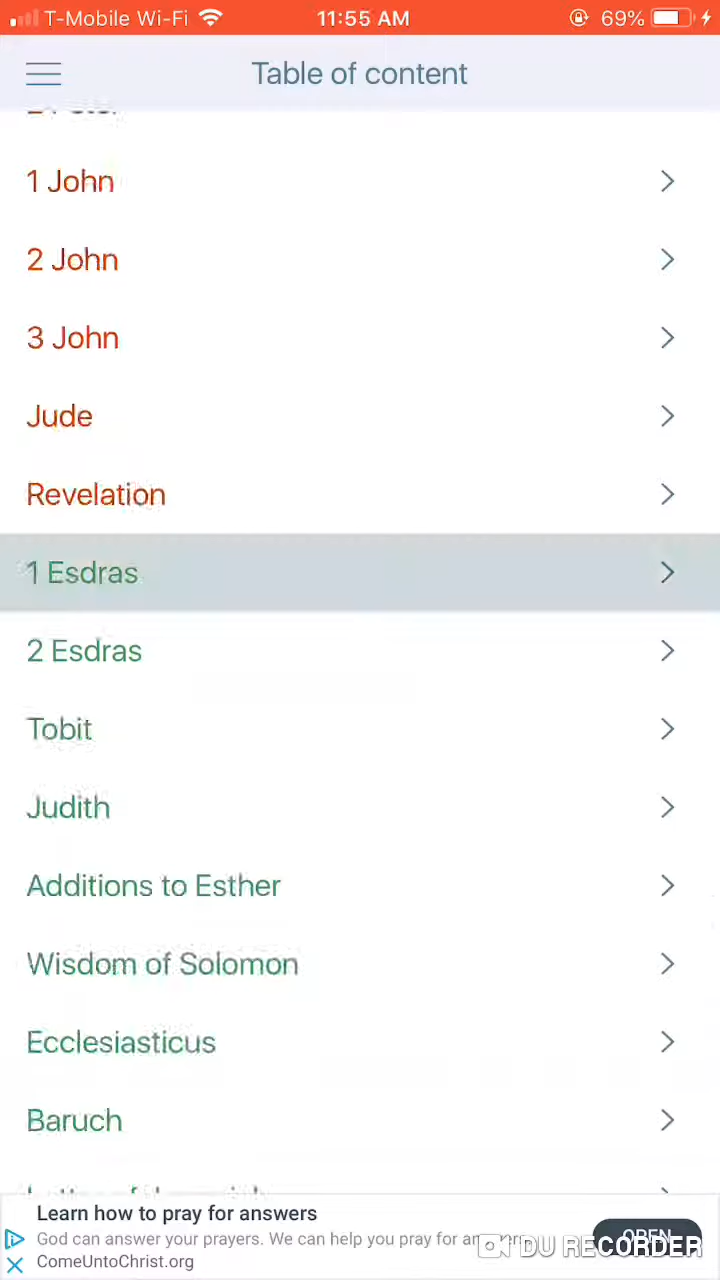 T-Mobile Wi-Fi 11:55 AM 69%
Table of content
1 John
2 John
3 John
Jude
Revelation
1 Esdras
2 Esdras
Tobit
Judith
Additions to Esther
Wisdom of Solomon
Ecclesiasticus
Baruch
Learn how to pray for answers
God can answer your prayers. We can help you pray for
ComeUntoChrist.org
OPEN
DU RECORDER